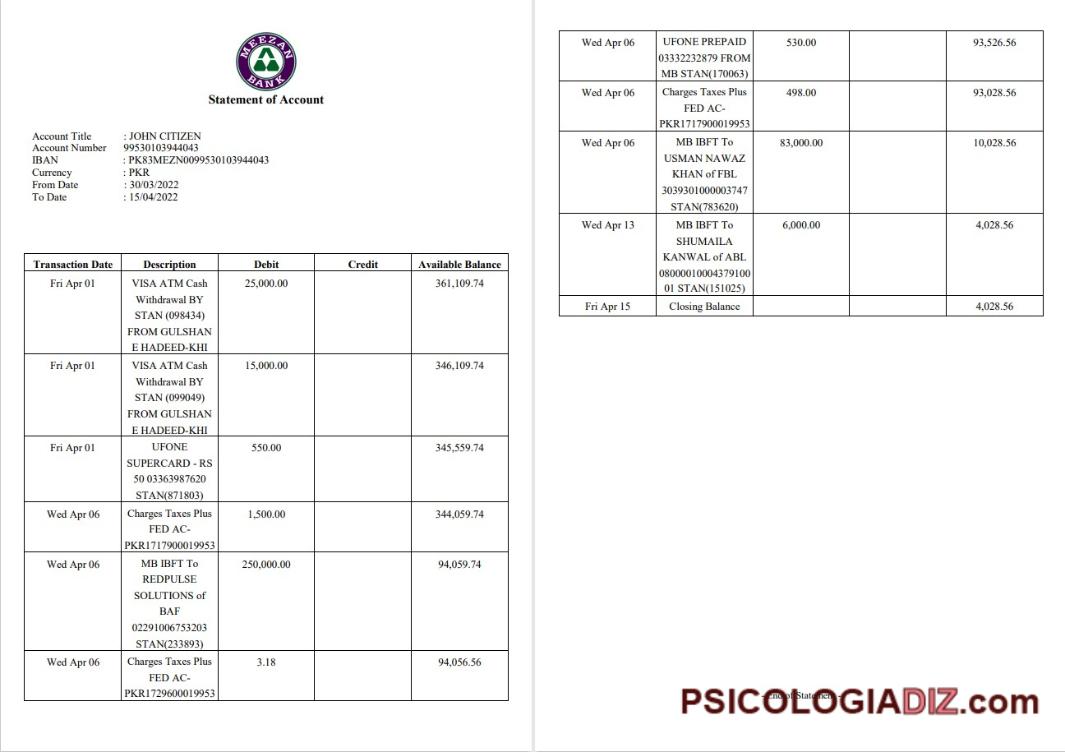 MEEZAN
BANK
Statement of Account
Account Title : JOHN CITIZEN
Account Number 99530103944043
IBAN : PK83MEZN0099530103944043
Currency : PKR
From Date : 30/03/2022
To Date : 15/04/2022
Transaction Date Description Debit Credit Available Balance
Fri Apr 01 VISA ATM Cash 25,000.00 361,109.74
Withdrawal BY
STAN (098434)
FROM GULSHAN
E HADEED-KHI
Fri Apr 01 VISA ATM Cash 15,000.00 346,109.74
Withdrawal BY
STAN (099049)
FROM GULSHAN
E HADEED-KHI
Fri Apr 01 UFONE 550.00 345,559.74
SUPERCARD - RS
50 03363987620
STAN(871803)
Wed Apr 06 Charges Taxes Plus 1,500.00 344,059.74
FED AC-
PKR1717900019953
Wed Apr 06 MB IBFT To 250,000.00 94,059.74
REDPULSE
SOLUTIONS of
BAF
02291006753203
STAN(233893)
Wed Apr 06 Charges Taxes Plus 3.18 94,056.56
FED AC-
PKR1729600019953
Wed Apr 06 UFONE PREPAID 530.00 93,526.56
03332232879 FROM
MB STAN(170063)
Wed Apr 06 Charges Taxes Plus 498.00 93,028.56
FED AC-
PKR1717900019953
Wed Apr 06 MB IBFT To 83,000.00 10,028.56
USMAN NAWAZ
KHAN of FBL
3039301000003747
STAN(783620)
Wed Apr 13 MB IBFT To 6,000.00 4,028.56
SHUMAILA
KANWAL of ABL
08000010004379100
01 STAN(151025)
Fri Apr 15 Closing Balance 4,028.56
PSICOLOGIADIZ.com